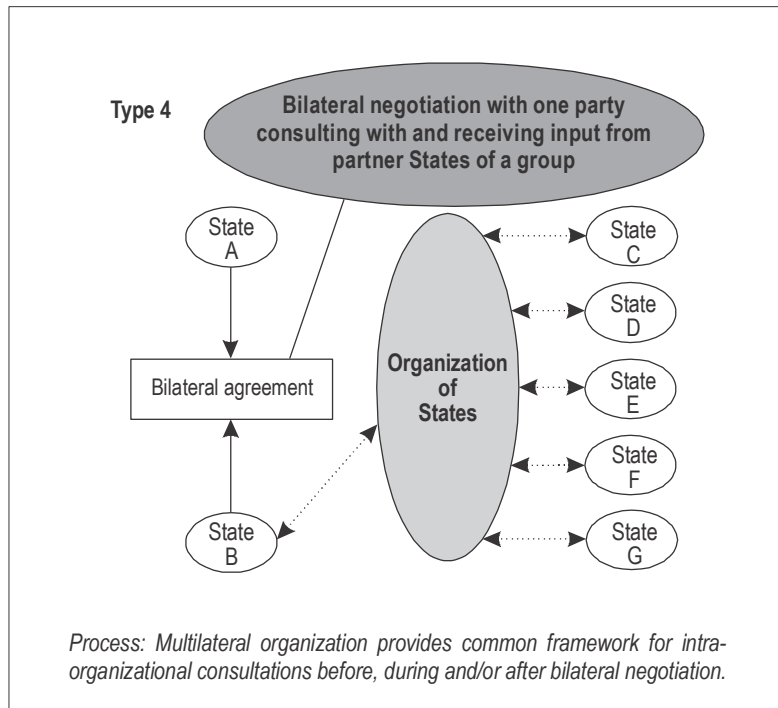 Type 4
Bilateral negotiation with one party
consulting with and receiving input from
partner States of a group
State
A
State
C
State
D
Bilateral agreement
Organization
of
States
State
E
State
F
State
B
State
G
Process: Multilateral organization provides common framework for intra-
organizational consultations before, during and/or after bilateral negotiation.